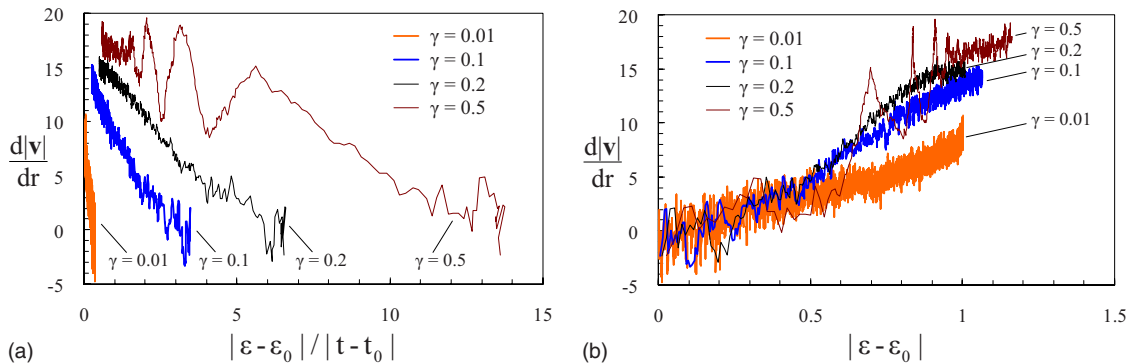 20
15
10
5
0
-5
d|v|
dr
γ = 0.01
γ = 0.1
γ = 0.2
γ = 0.5
γ = 0.01
γ = 0.1
γ = 0.2
γ = 0.5
0
5
10
15
(a)
|ε-ε₀|/|t-t₀|
20
15
10
5
0
-5
d|v|
dr
γ = 0.01
γ = 0.1
γ = 0.2
γ = 0.5
γ = 0.5
γ = 0.2
γ = 0.1
γ = 0.01
0
0.5
1
1.5
(b)
|ε-ε₀|